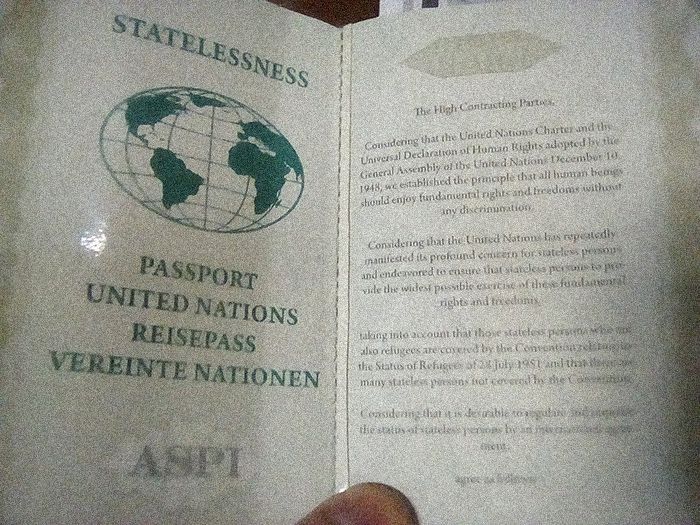 STATELESSNESS
PASSPORT
UNITED NATIONS
REISEPASS
VEREINTE NATIONEN
ASPI
The High Contracting Parties,
Considering that the United Nations Charter and the
Universal Declaration of Human Rights adopted by the
General Assembly of the United Nations December 10,
1948, we established the principle that all human beings
should enjoy fundamental rights and freedoms without
any discrimination,
Considering that the United Nations has repeatedly
manifested its profound concern for stateless persons
and endeavored to ensure that stateless persons to pro-
vide the widest possible exercise of these fundamental
rights and freedoms,
taking into account that those stateless persons who are
also refugees are covered by the Convention relating to
the Status of Refugees of 28 July 1951 and that there are
many stateless persons not covered by the Convention,
Considering that it is desirable to regulate and
the status of stateless persons by an international agree-
ment,
agree as follows: